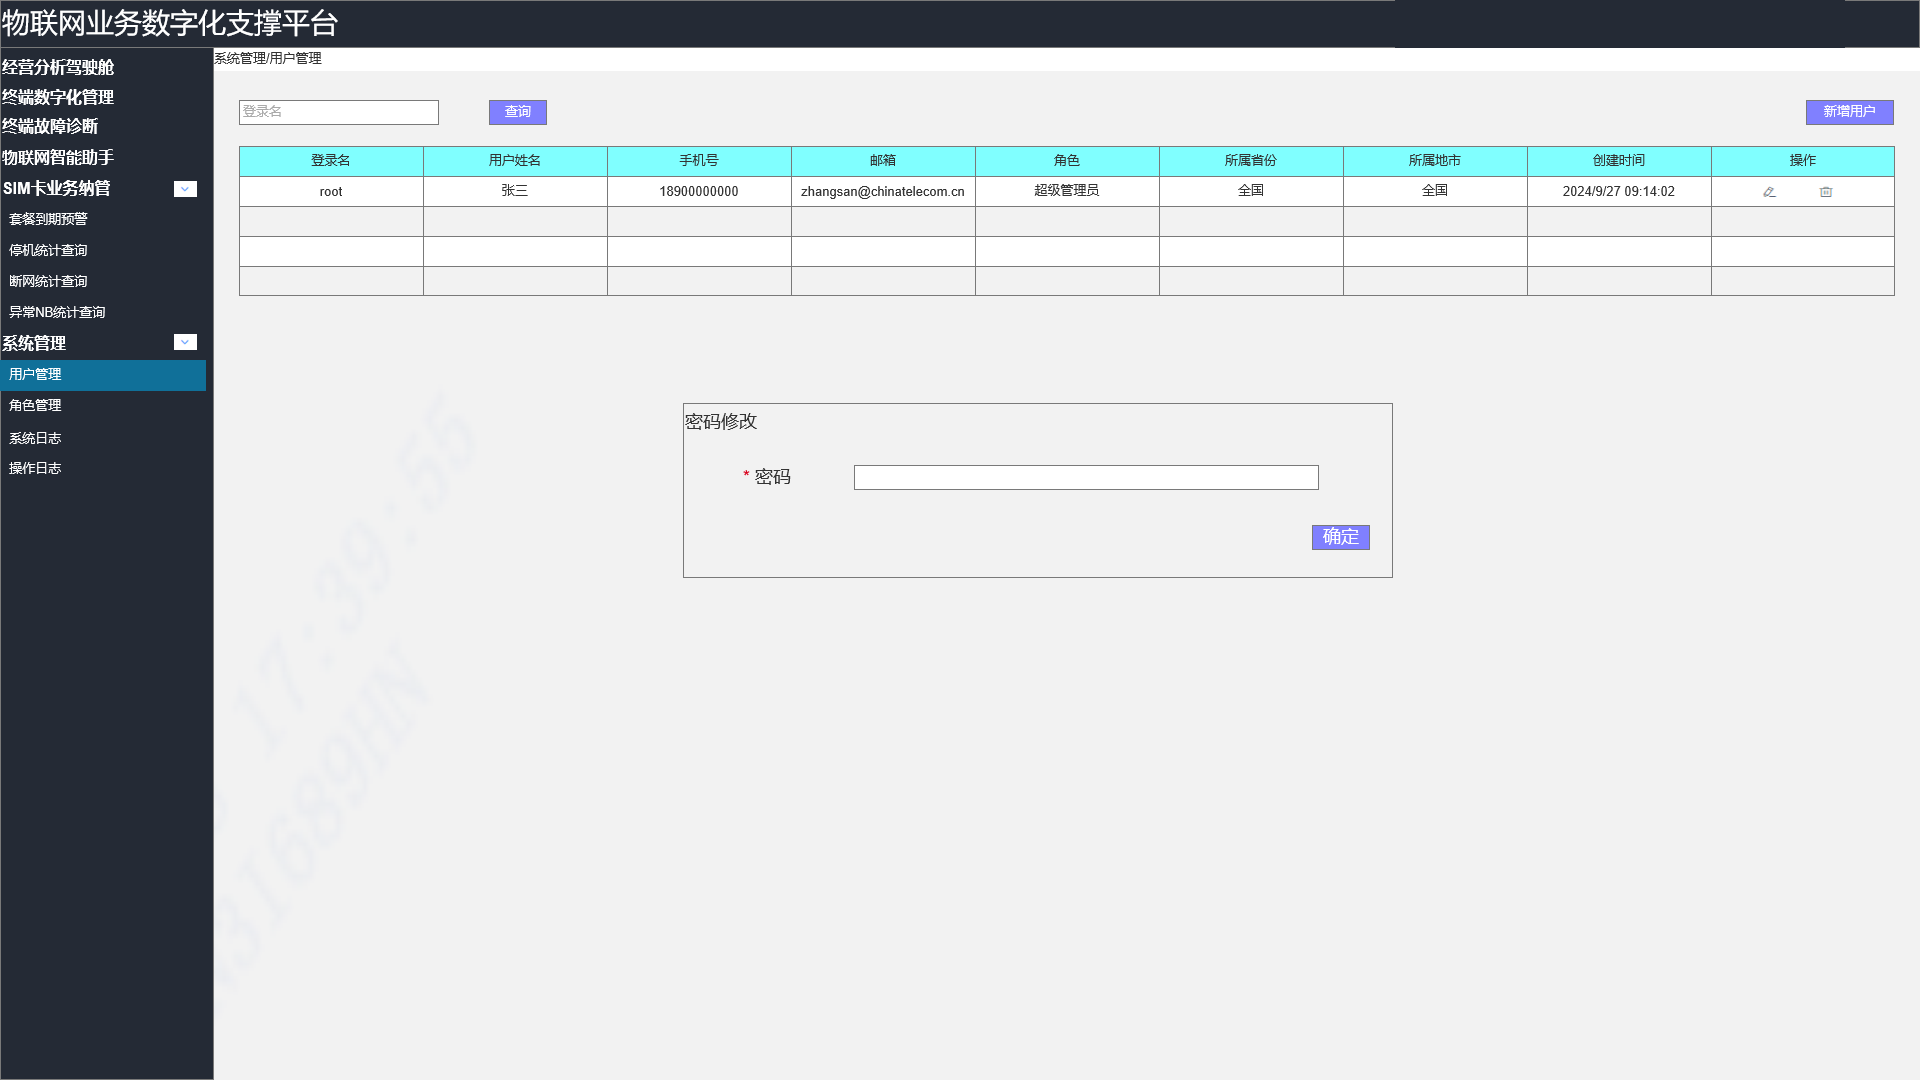 物联网业务数字化支撑平台
经营分析驾驶舱
终端数字化管理
终端故障诊断
物联网智能助手
SIM卡业务纳管
套餐到期预警
停机统计查询
断网统计查询
异常NB统计查询
系统管理
用户管理
角色管理
系统日志
操作日志
系统管理/用户管理
登录名 查询 新增用户
登录名 用户姓名 手机号 邮箱 角色 所属省份 所属地市 创建时间 操作
root 张三 18900000000 zhangsan@chinatelecom.cn 超级管理员 全国 全国 2024/9/27 09:14:02
密码修改
* 密码
确定
17:39:55
31689HN